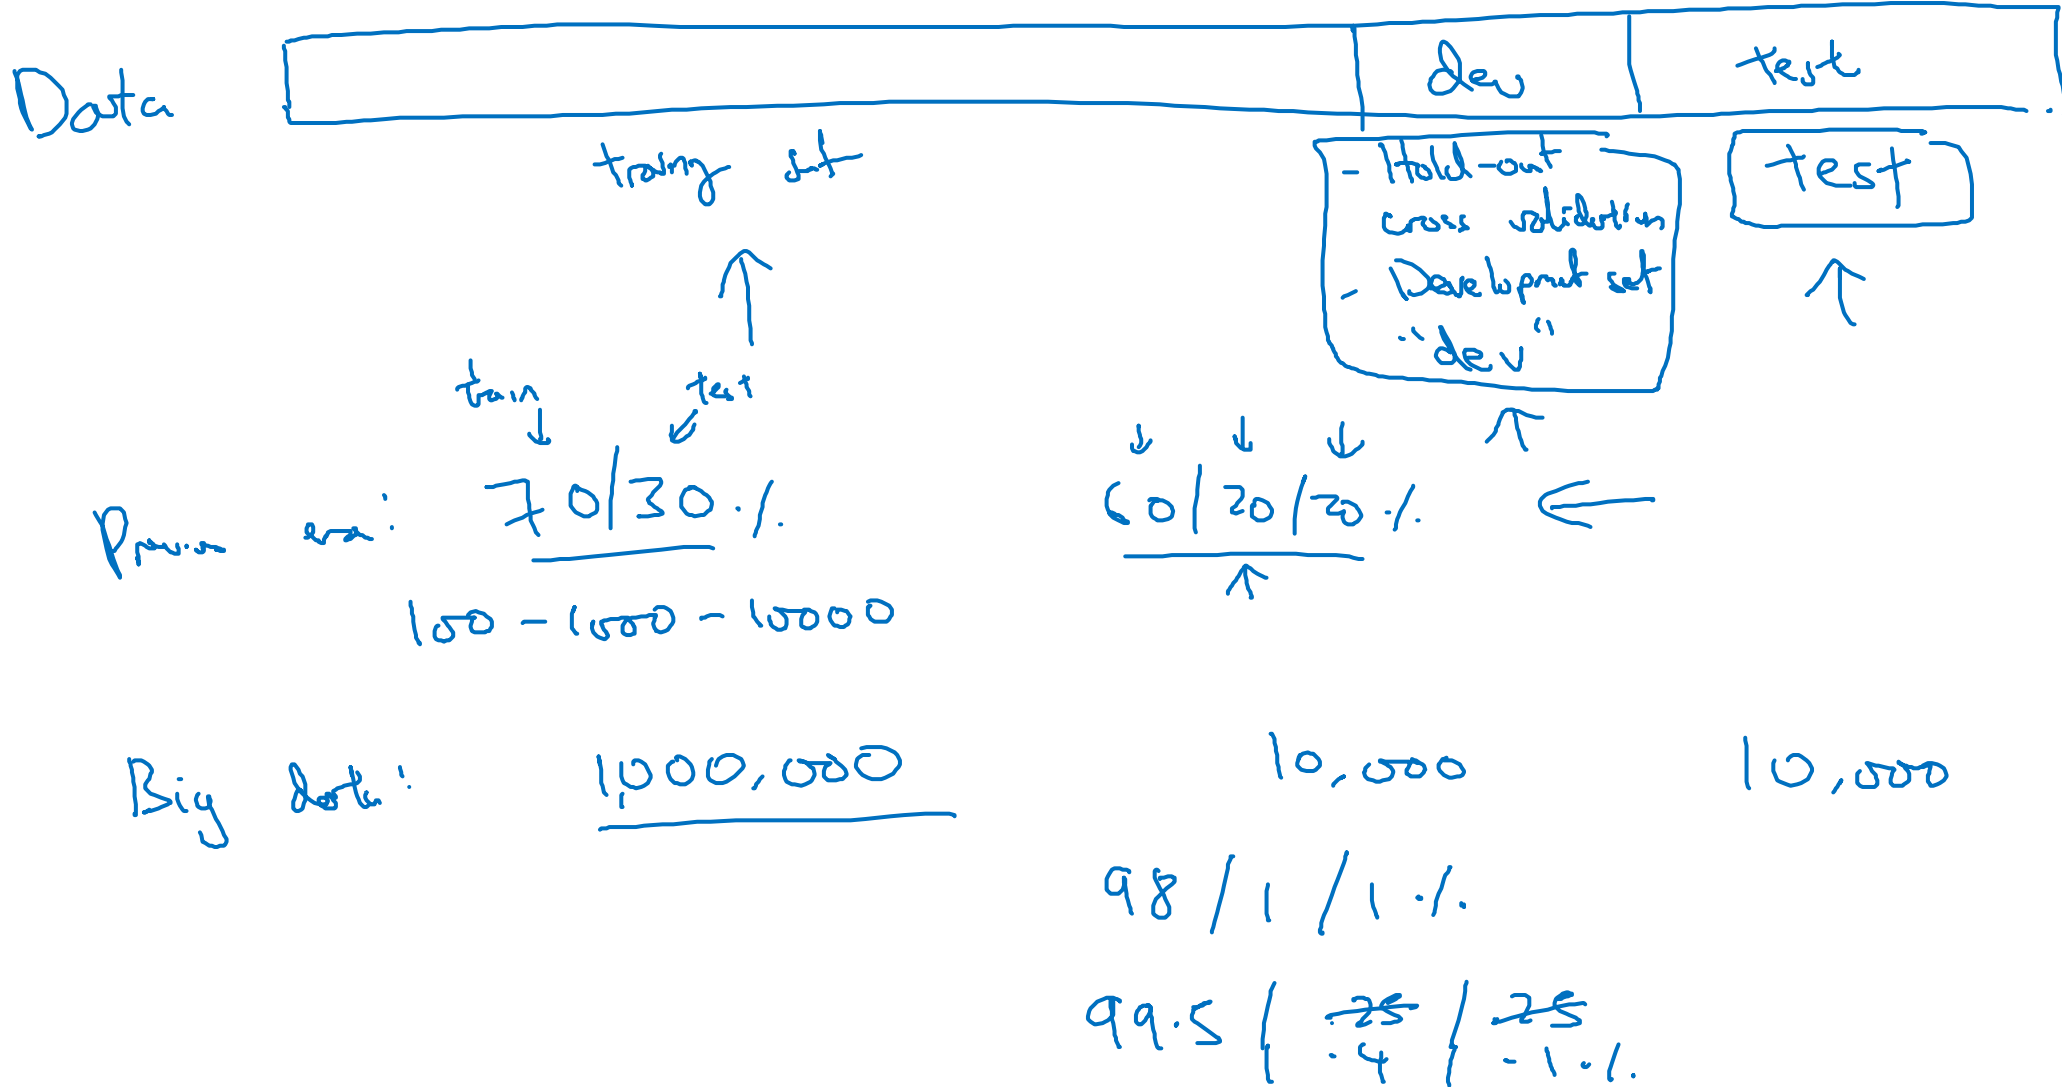 Data dev test
training set
- Hold-out
cross validation
- Development set
"dev"
test
train test
Previous era: 70/30% 60/20/20%
100 - 1000 - 10000
Big data: 1,000,000 10,000 10,000
98 / 1 / 1 %
99.5 / .25 / .25
.4 .1 %